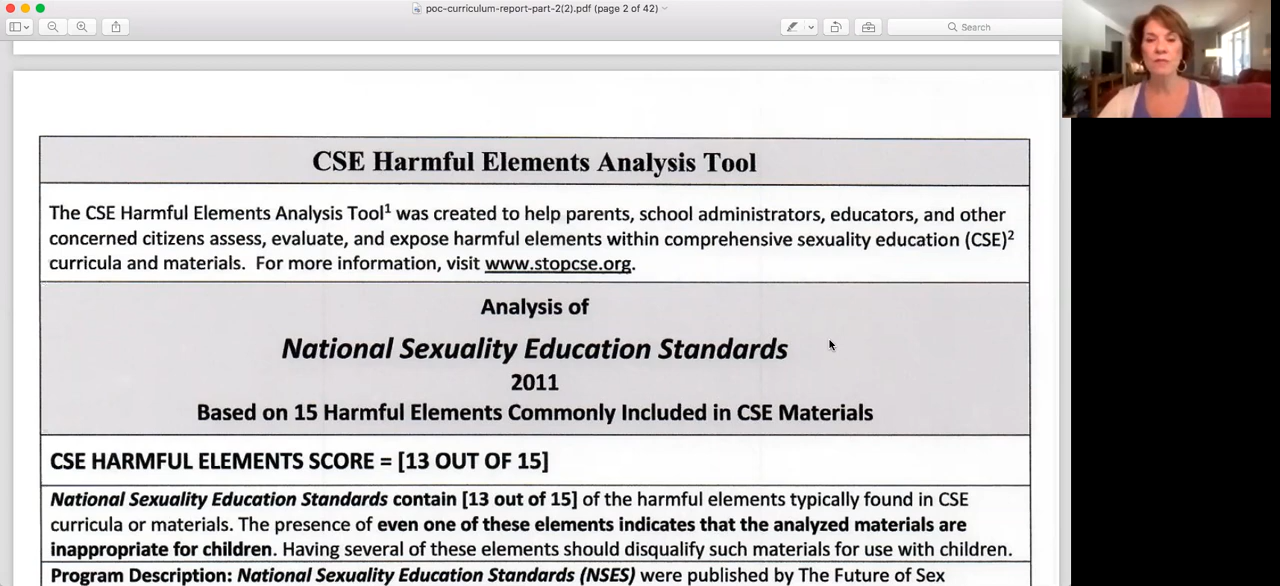 poc-curriculum-report-part-2(2).pdf (page 2 of 42)
Search
CSE Harmful Elements Analysis Tool
The CSE Harmful Elements Analysis Tool¹ was created to help parents, school administrators, educators, and other
concerned citizens assess, evaluate, and expose harmful elements within comprehensive sexuality education (CSE)²
curricula and materials. For more information, visit www.stopcse.org.
Analysis of
National Sexuality Education Standards
2011
Based on 15 Harmful Elements Commonly Included in CSE Materials
CSE HARMFUL ELEMENTS SCORE = [13 OUT OF 15]
National Sexuality Education Standards contain [13 out of 15] of the harmful elements typically found in CSE
curricula or materials. The presence of even one of these elements indicates that the analyzed materials are
inappropriate for children. Having several of these elements should disqualify such materials for use with children.
Program Description: National Sexuality Education Standards (NSES) were published by The Future of Sex